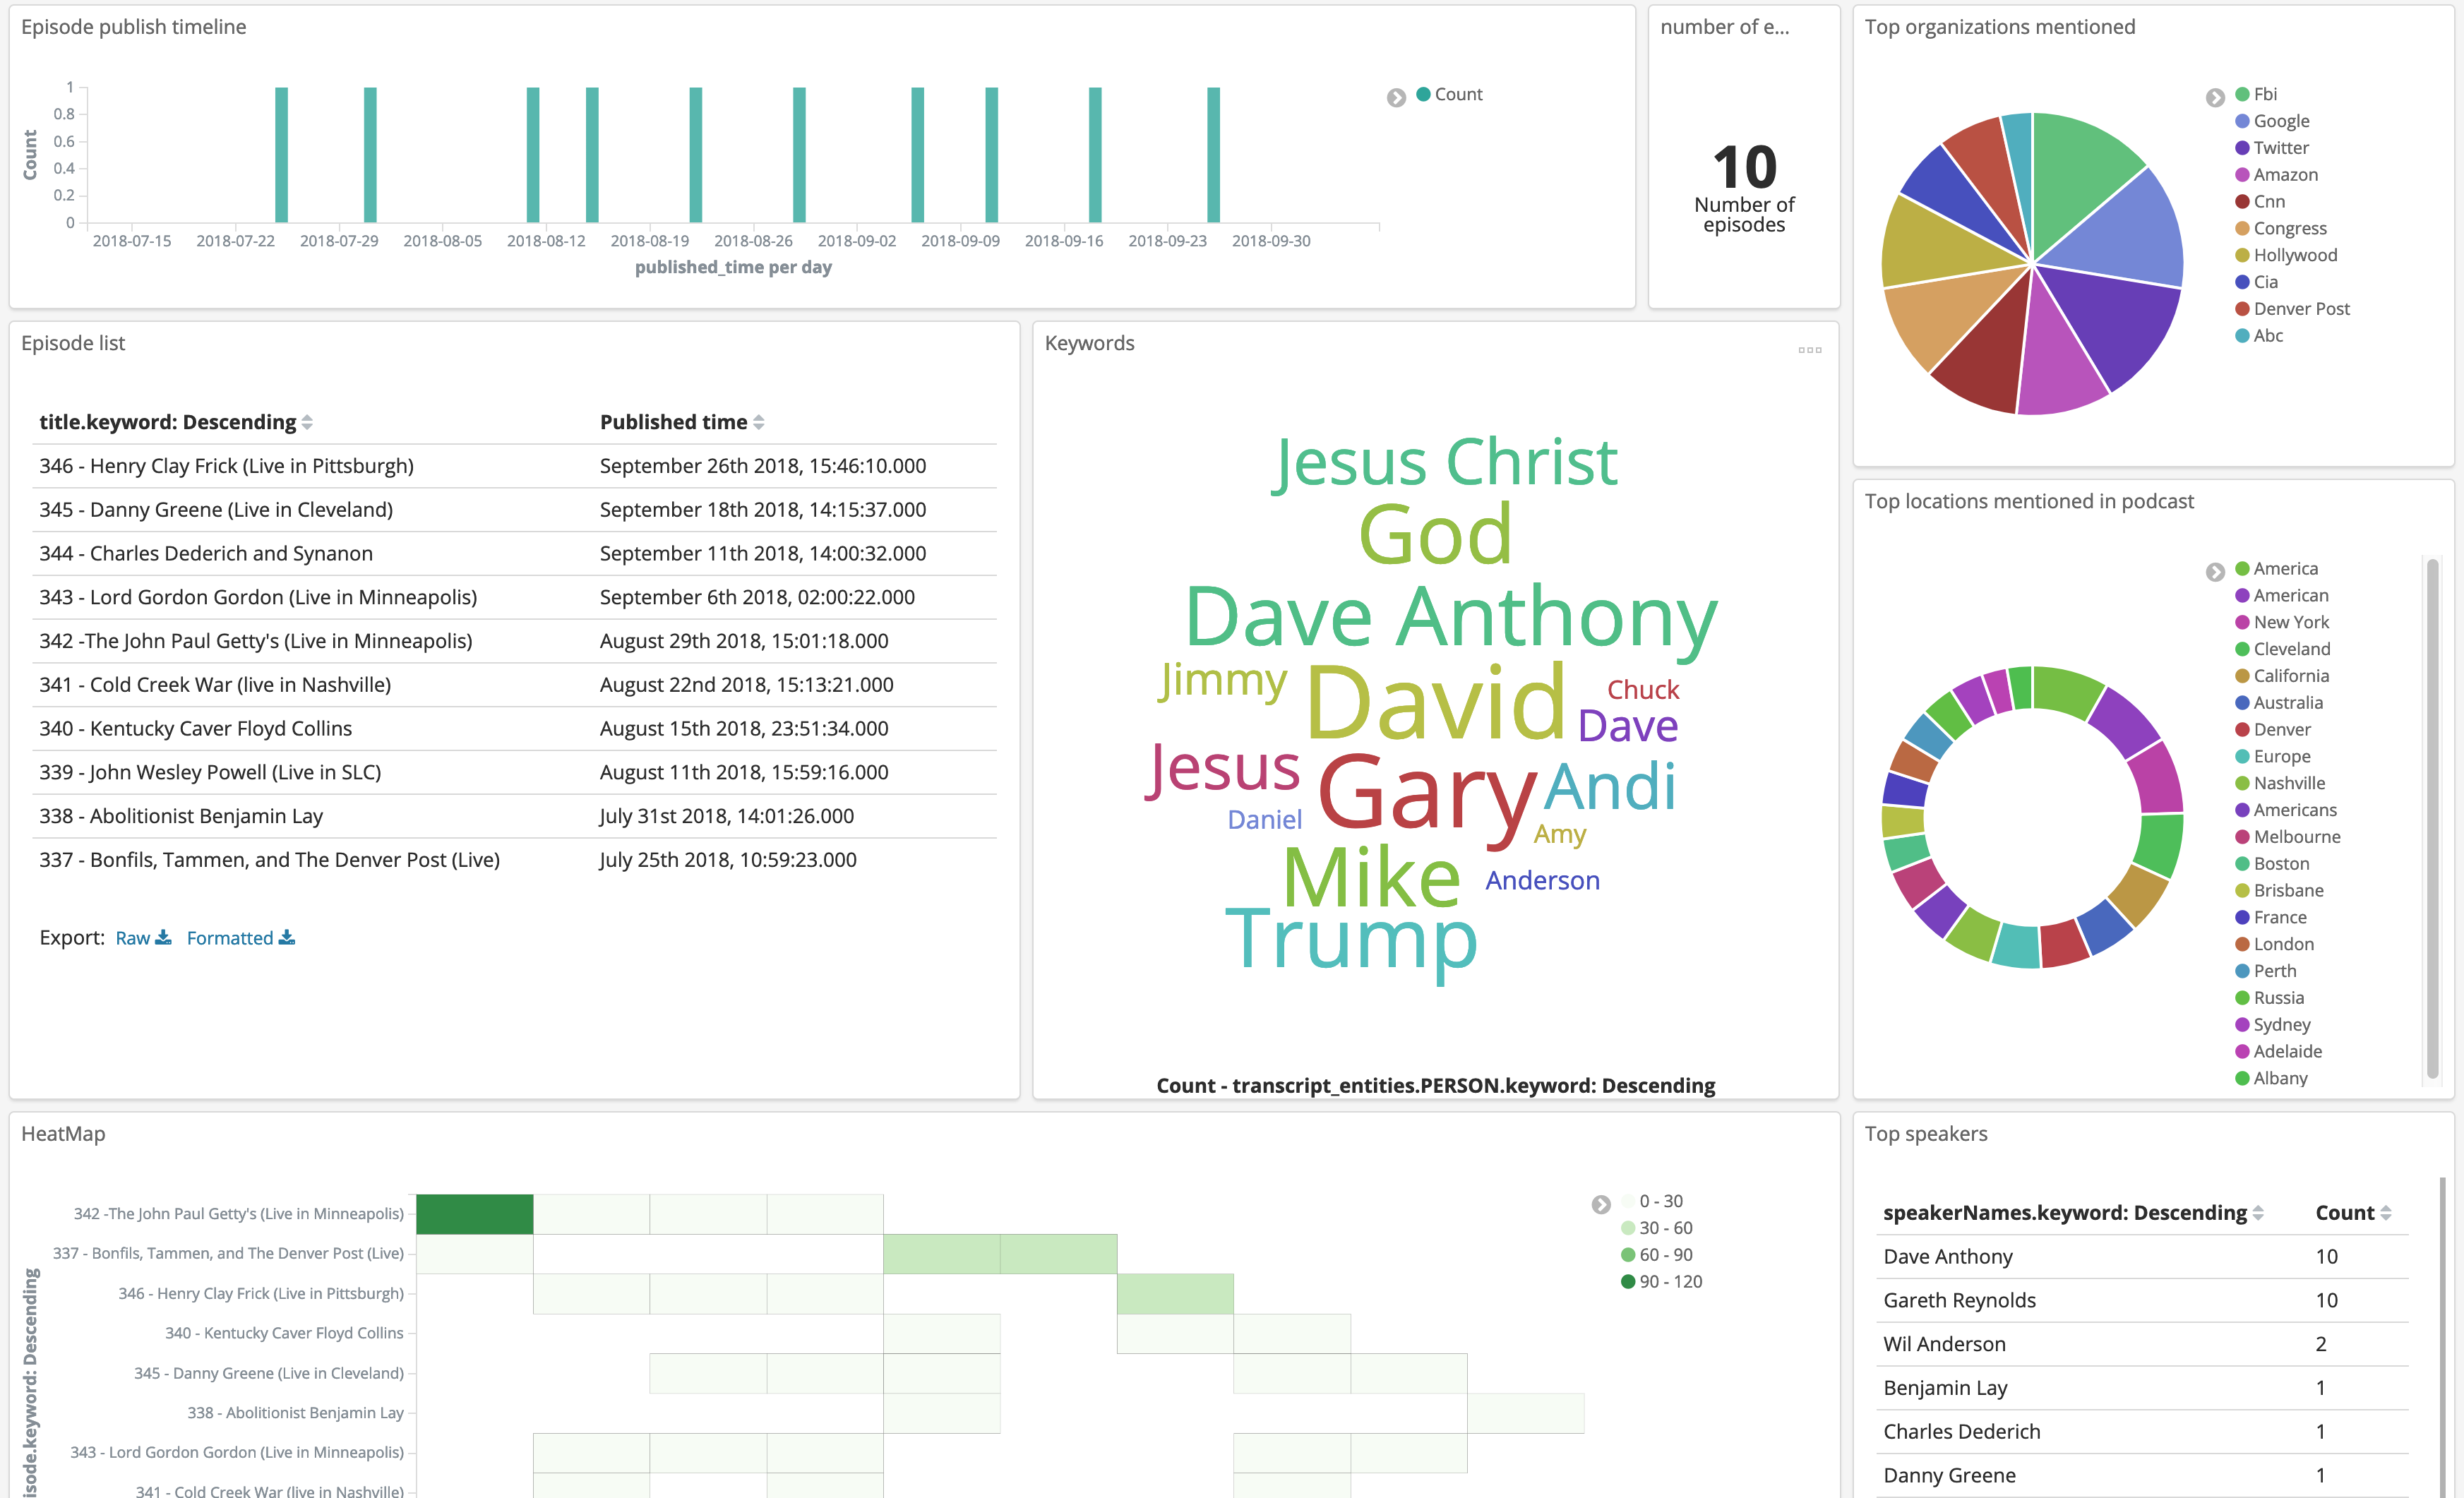 Episode publish timeline
1
0.8
0.6
0.4
0.2
0
Count
2018-07-15 2018-07-22 2018-07-29 2018-08-05 2018-08-12 2018-08-19 2018-08-26 2018-09-02 2018-09-09 2018-09-16 2018-09-23 2018-09-30
published_time per day
Count
number of e...
10
Number of
episodes
Top organizations mentioned
Fbi
Google
Twitter
Amazon
Cnn
Congress
Hollywood
Cia
Denver Post
Abc
Episode list
title.keyword: Descending Published time
346 - Henry Clay Frick (Live in Pittsburgh) September 26th 2018, 15:46:10.000
345 - Danny Greene (Live in Cleveland) September 18th 2018, 14:15:37.000
344 - Charles Dederich and Synanon September 11th 2018, 14:00:32.000
343 - Lord Gordon Gordon (Live in Minneapolis) September 6th 2018, 02:00:22.000
342 -The John Paul Getty's (Live in Minneapolis) August 29th 2018, 15:01:18.000
341 - Cold Creek War (live in Nashville) August 22nd 2018, 15:13:21.000
340 - Kentucky Caver Floyd Collins August 15th 2018, 23:51:34.000
339 - John Wesley Powell (Live in SLC) August 11th 2018, 15:59:16.000
338 - Abolitionist Benjamin Lay July 31st 2018, 14:01:26.000
337 - Bonfils, Tammen, and The Denver Post (Live) July 25th 2018, 10:59:23.000
Export: Raw Formatted
Keywords
Jesus Christ
God
Dave Anthony
Jimmy David Chuck
Dave
Jesus Gary Andi
Daniel Amy
Mike Anderson
Trump
Count - transcript_entities.PERSON.keyword: Descending
Top locations mentioned in podcast
America
American
New York
Cleveland
California
Australia
Denver
Europe
Nashville
Americans
Melbourne
Boston
Brisbane
France
London
Perth
Russia
Sydney
Adelaide
Albany
HeatMap
isode.keyword: Descending
342 -The John Paul Getty's (Live in Minneapolis)
337 - Bonfils, Tammen, and The Denver Post (Live)
346 - Henry Clay Frick (Live in Pittsburgh)
340 - Kentucky Caver Floyd Collins
345 - Danny Greene (Live in Cleveland)
338 - Abolitionist Benjamin Lay
343 - Lord Gordon Gordon (Live in Minneapolis)
341 - Cold Creek War (live in Nashville)
0 - 30
30 - 60
60 - 90
90 - 120
Top speakers
speakerNames.keyword: Descending Count
Dave Anthony 10
Gareth Reynolds 10
Wil Anderson 2
Benjamin Lay 1
Charles Dederich 1
Danny Greene 1